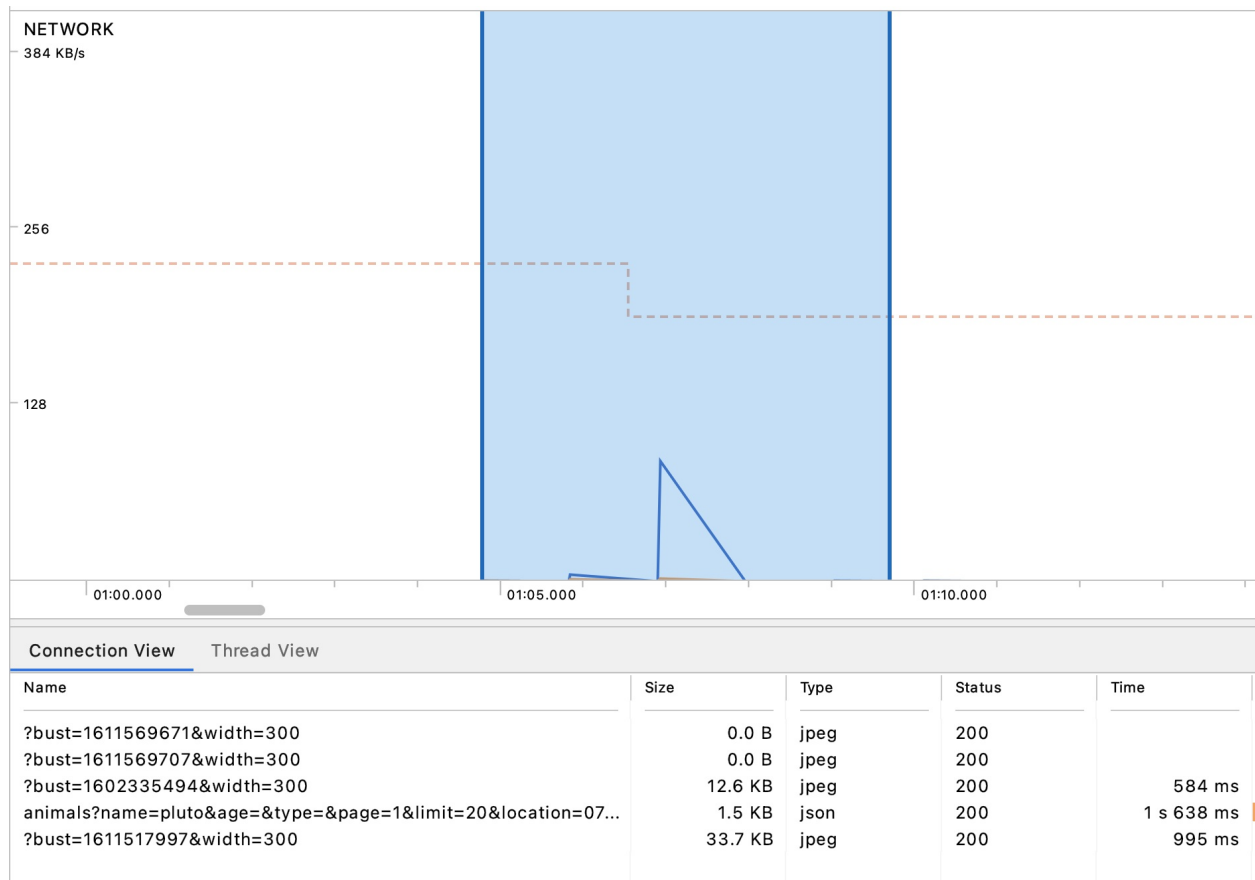 NETWORK
384 KB/s
256
128
01:00.000 01:05.000 01:10.000
Connection View Thread View
Name Size Type Status Time
?bust=1611569671&width=300 0.0 B jpeg 200
?bust=1611569707&width=300 0.0 B jpeg 200
?bust=1602335494&width=300 12.6 KB jpeg 200 584 ms
animals?name=pluto&age=&type=&page=1&limit=20&location=07... 1.5 KB json 200 1 s 638 ms
?bust=1611517997&width=300 33.7 KB jpeg 200 995 ms